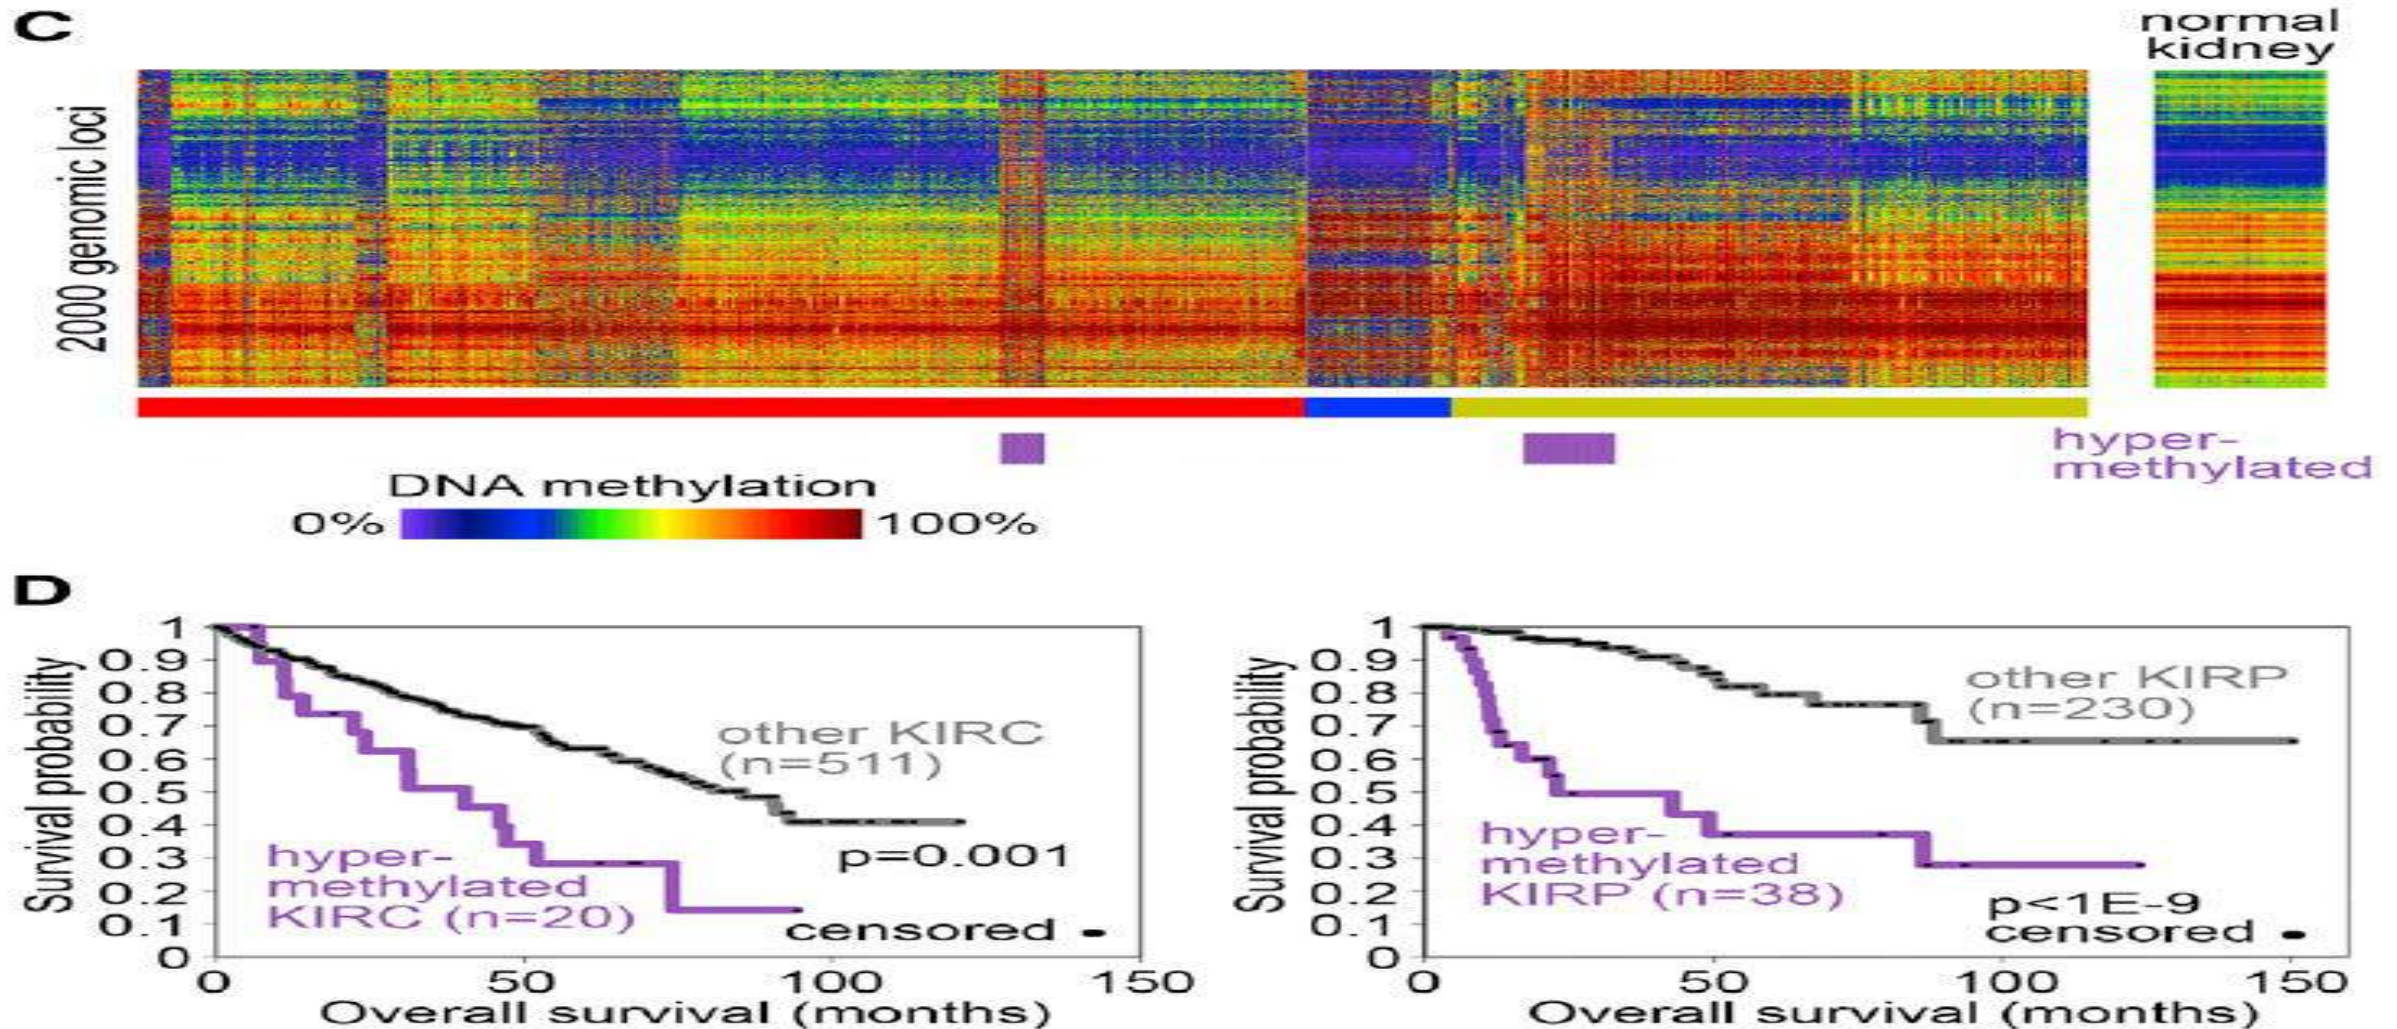 C
normal
kidney
2000 genomic loci
hyper-
methylated
DNA methylation
0%
100%
D
Survival probability
1
0.9
0.8
0.7
0.6
0.5
0.4
0.3
0.2
0.1
0
other KIRC
(n=511)
p=0.001
hyper-
methylated
KIRC (n=20)
censored
0
50
100
150
Overall survival (months)
Survival probability
1
0.9
0.8
0.7
0.6
0.5
0.4
0.3
0.2
0.1
0
other KIRP
(n=230)
hyper-
methylated
KIRP (n=38)
p<1E-9
censored
0
50
100
150
Overall survival (months)